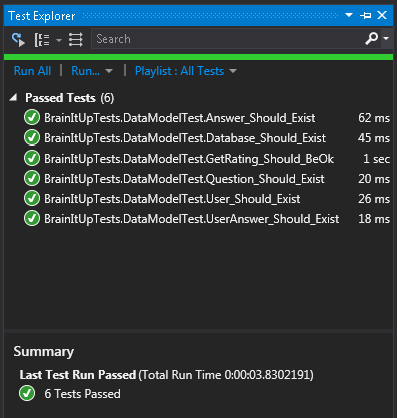 Test Explorer
Search
Run All | Run... | Playlist : All Tests
Passed Tests (6)
BrainItUpTests.DataModelTest.Answer_Should_Exist 62 ms
BrainItUpTests.DataModelTest.Database_Should_Exist 45 ms
BrainItUpTests.DataModelTest.GetRating_Should_BeOk 1 sec
BrainItUpTests.DataModelTest.Question_Should_Exist 20 ms
BrainItUpTests.DataModelTest.User_Should_Exist 26 ms
BrainItUpTests.DataModelTest.UserAnswer_Should_Exist 18 ms
Summary
Last Test Run Passed (Total Run Time 0:00:03.8302191)
6 Tests Passed